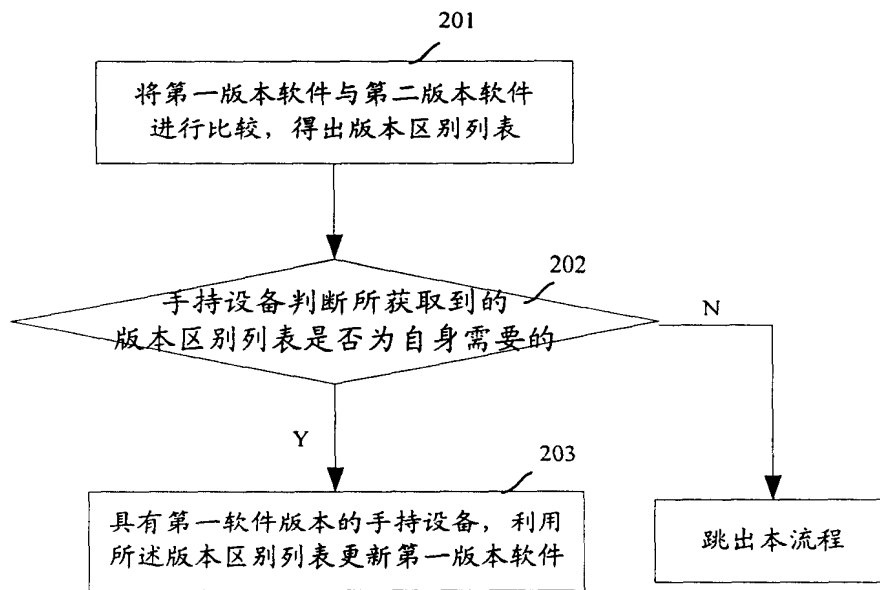 201
将第一版本软件与第二版本软件
进行比较，得出版本区别列表
202
手持设备判断所获取到的
版本区别列表是否为自身需要的
N
Y
203
具有第一软件版本的手持设备，利用
所述版本区别列表更新第一版本软件
跳出本流程